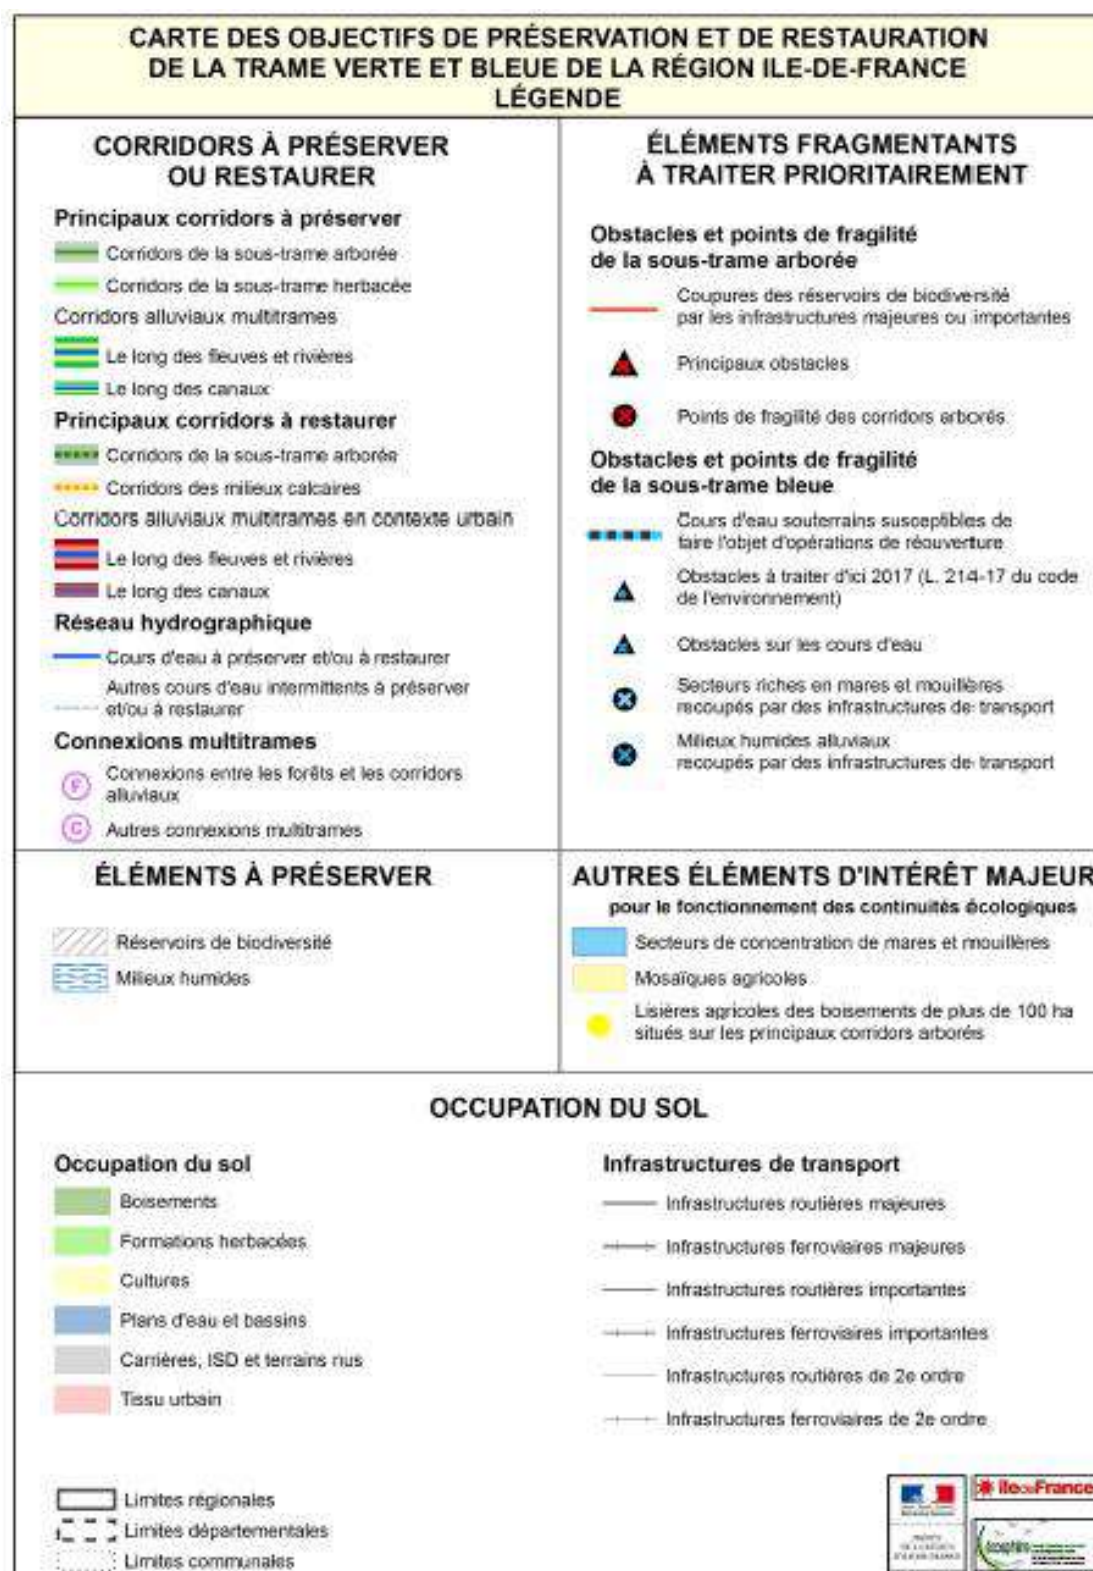 CARTE DES OBJECTIFS DE PRÉSERVATION ET DE RESTAURATION
DE LA TRAME VERTE ET BLEUE DE LA RÉGION ILE-DE-FRANCE
LÉGENDE
CORRIDORS À PRÉSERVER
OU RESTAURER
Principaux corridors à préserver
Corridors de la sous-trame arborée
Corridors de la sous-trame herbacée
Corridors alluviaux multitrames
Le long des fleuves et rivières
Le long des canaux
Principaux corridors à restaurer
Corridors de la sous-trame arborée
Corridors des milieux calcaires
Corridors alluviaux multitrames en contexte urbain
Le long des fleuves et rivières
Le long des canaux
Réseau hydrographique
Cours d'eau à préserver et/ou à restaurer
Autres cours d'eau intermittents à préserver
et/ou à restaurer
Connexions multitrames
F
Connexions entre les forêts et les corridors
alluviaux
C
Autres connexions multitrames
ÉLÉMENTS FRAGMENTANTS
À TRAITER PRIORITAIREMENT
Obstacles et points de fragilité
de la sous-trame arborée
Coupures des réservoirs de biodiversité
par les infrastructures majeures ou importantes
Principaux obstacles
Points de fragilité des corridors arborés
Obstacles et points de fragilité
de la sous-trame bleue
Cours d'eau souterrains susceptibles de
faire l'objet d'opérations de réouverture
Obstacles à traiter d'ici 2017 (L. 214-17 du code
de l'environnement)
Obstacles sur les cours d'eau
Secteurs riches en mares et mouillères
recoupés par des infrastructures de transport
Milieux humides alluviaux
recoupés par des infrastructures de transport
ÉLÉMENTS À PRÉSERVER
Réservoirs de biodiversité
Milieux humides
AUTRES ÉLÉMENTS D'INTÉRÊT MAJEUR
pour le fonctionnement des continuités écologiques
Secteurs de concentration de mares et mouillères
Mosaïques agricoles
Lisières agricoles des boisements de plus de 100 ha
situés sur les principaux corridors arborés
OCCUPATION DU SOL
Occupation du sol
Boisements
Formations herbacées
Cultures
Plans d'eau et bassins
Carrières, ISD et terrains nus
Tissu urbain
Infrastructures de transport
Infrastructures routières majeures
Infrastructures ferroviaires majeures
Infrastructures routières importantes
Infrastructures ferroviaires importantes
Infrastructures routières de 2e ordre
Infrastructures ferroviaires de 2e ordre
Limites régionales
Limites départementales
Limites communales
île de France
écosphère